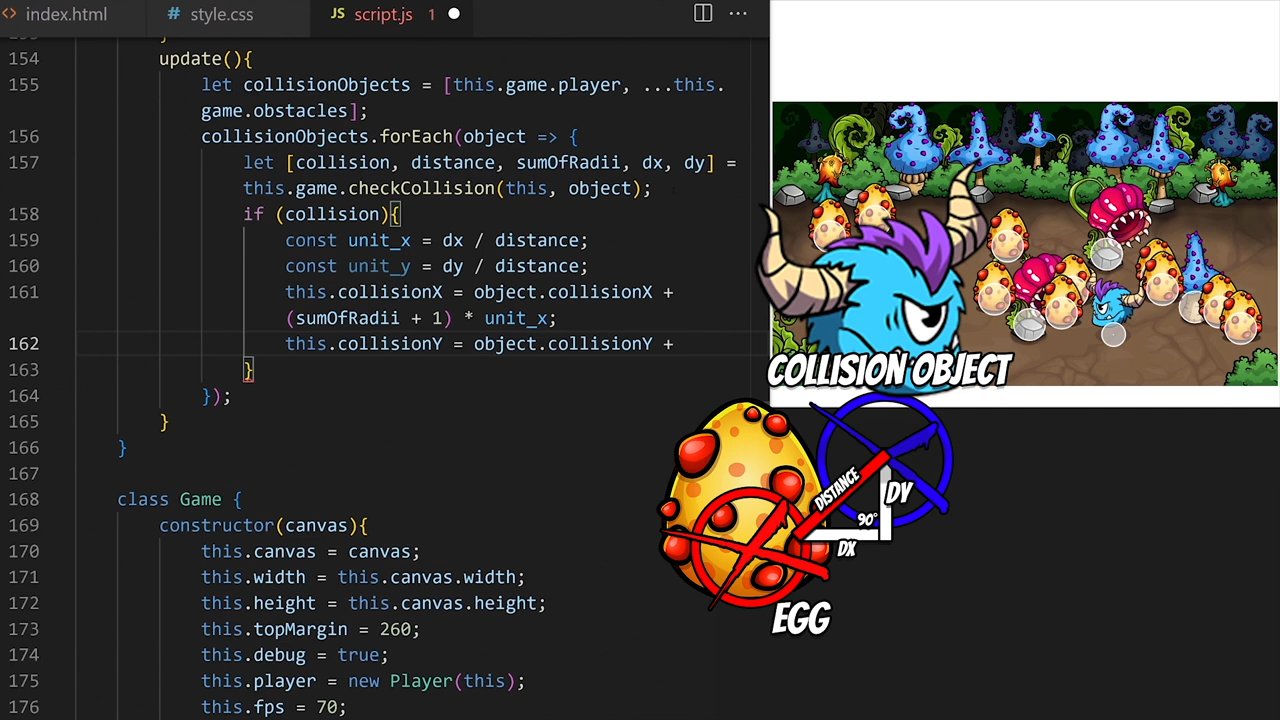 index.html
# style.css
JS script.js 1
154 update(){
155 let collisionObjects = [this.game.player, ...this.
game.obstacles];
156 collisionObjects.forEach(object => {
157 let [collision, distance, sumOfRadii, dx, dy] =
this.game.checkCollision(this, object);
158 if (collision){
159 const unit_x = dx / distance;
160 const unit_y = dy / distance;
161 this.collisionX = object.collisionX +
(sumOfRadii + 1) * unit_x;
162 this.collisionY = object.collisionY +
163 }
164 });
165 }
166 }
167
168 class Game {
169 constructor(canvas){
170 this.canvas = canvas;
171 this.width = this.canvas.width;
172 this.height = this.canvas.height;
173 this.topMargin = 260;
174 this.debug = true;
175 this.player = new Player(this);
176 this.fps = 70;
COLLISION OBJECT
DISTANCE
DY
90°
DX
EGG